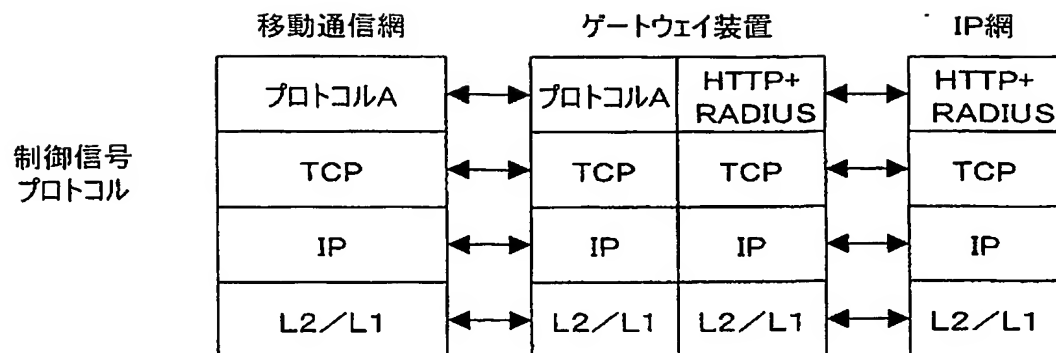 移動通信網 ゲートウェイ装置 IP網
プロトコルA プロトコルA HTTP+ HTTP+
RADIUS RADIUS
制御信号
プロトコル
TCP TCP TCP TCP
IP IP IP IP
L2/L1 L2/L1 L2/L1 L2/L1